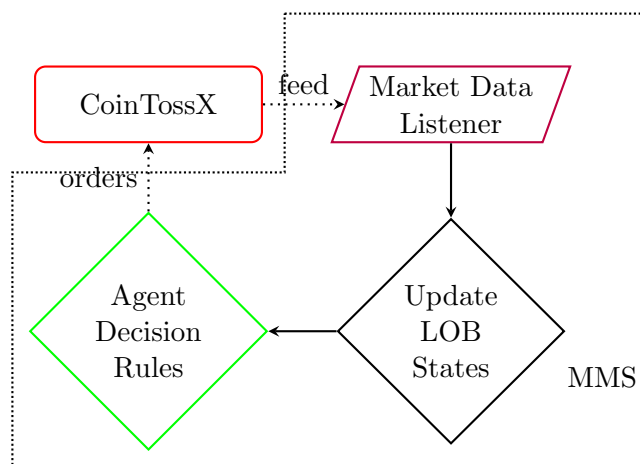 CoinTossX
feed
Market Data
Listener
orders
Agent
Decision
Rules
Update
LOB
States
MMS